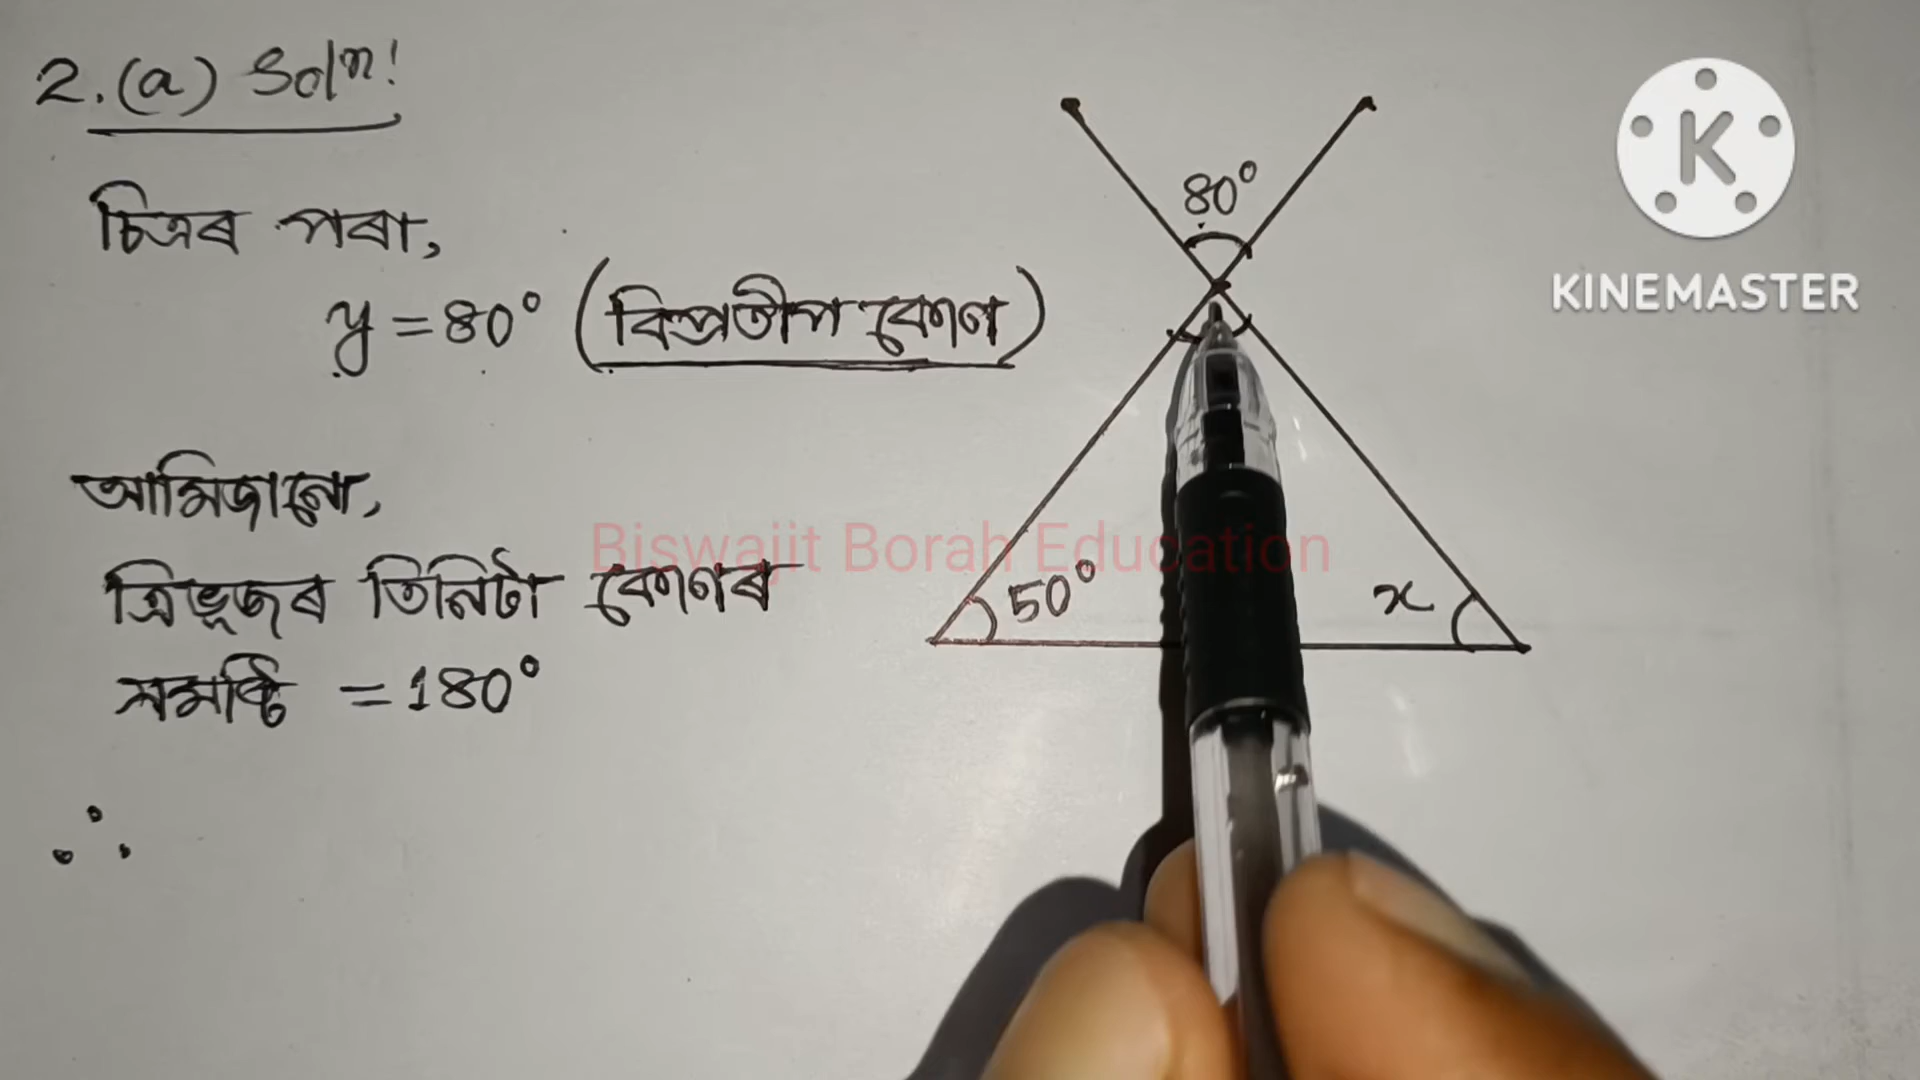 2. (a) Solⁿ!
চিত্ৰৰ পৰা,
y = 80° (বিপ্ৰতীপ কোণ)
আমি জানো,
ত্ৰিভূজৰ তিনিটা কোণৰ
সমষ্টি = 180°
∴
80°
50°
x
Biswajit Borah Education
K
KINEMASTER